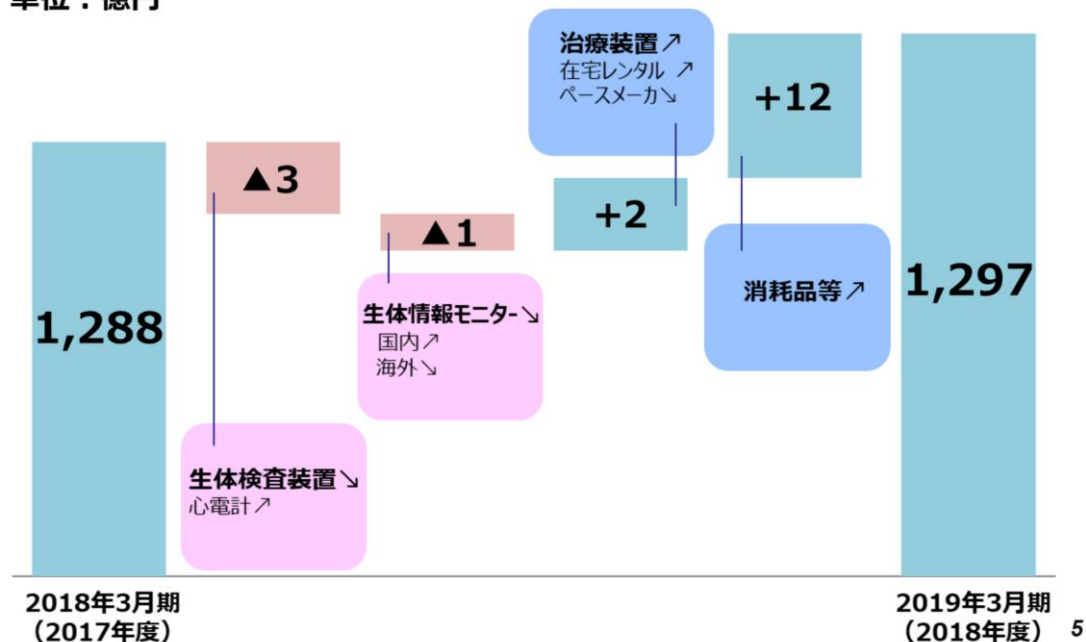 単位：億円
1,288
▲3
生体検査装置↘
心電計↗
▲1
生体情報モニター↘
国内↗
海外↘
治療装置↗
在宅レンタル ↗
ペースメーカ↘
+2
+12
消耗品等↗
1,297
2018年3月期
（2017年度）
2019年3月期
（2018年度）
5